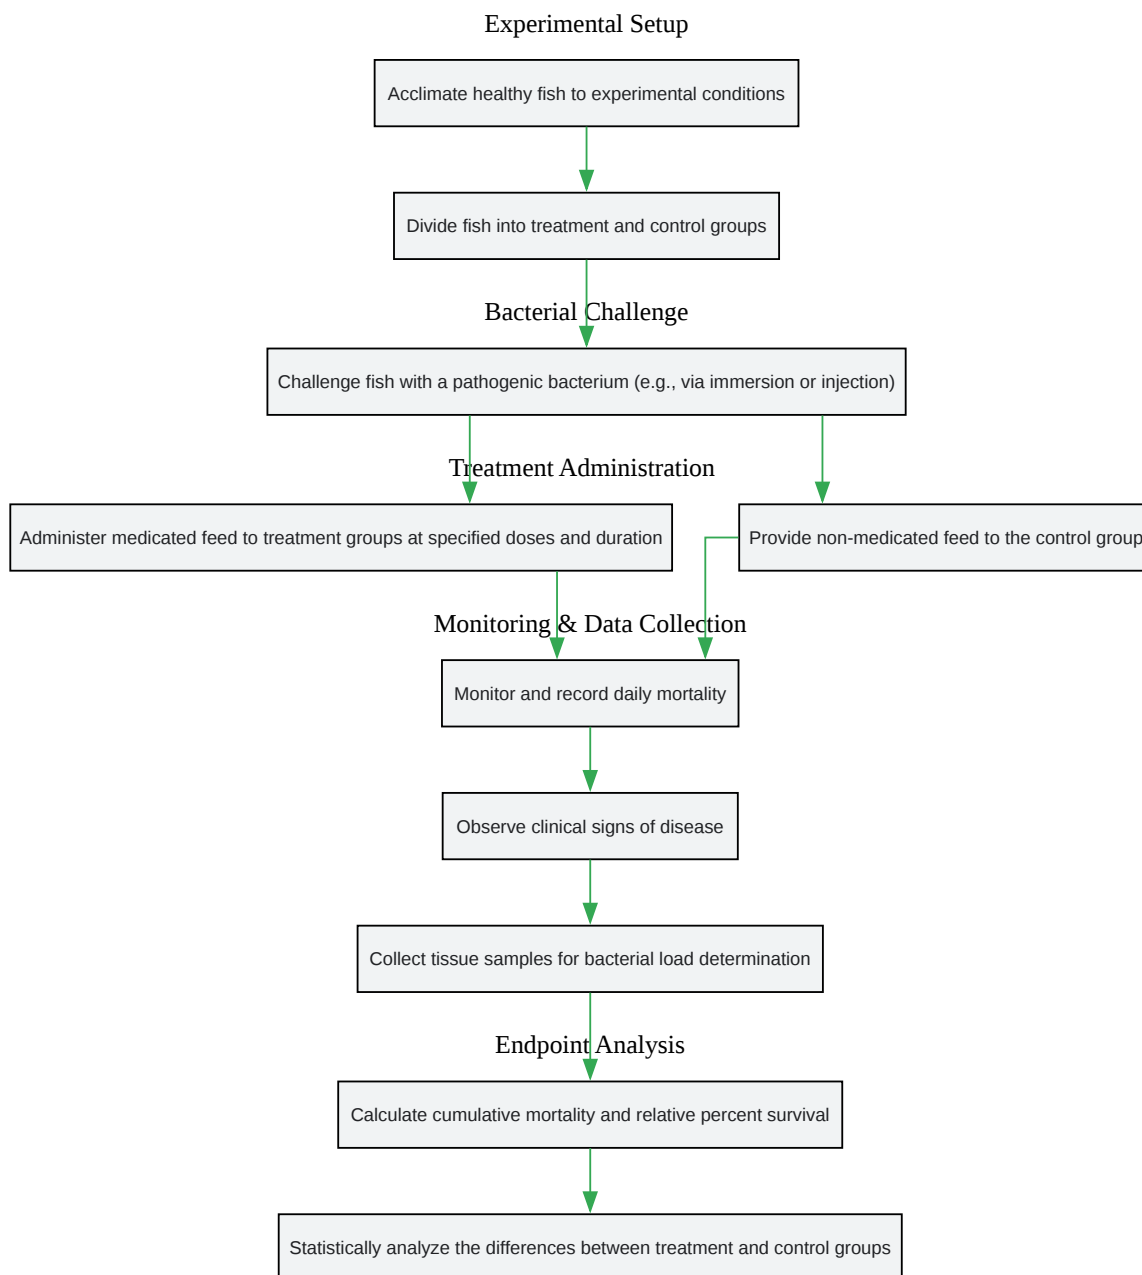 Experimental Setup
Acclimate healthy fish to experimental conditions
Divide fish into treatment and control groups
Bacterial Challenge
Challenge fish with a pathogenic bacterium (e.g., via immersion or injection)
Treatment Administration
Administer medicated feed to treatment groups at specified doses and duration
Provide non-medicated feed to the control group
Monitoring & Data Collection
Monitor and record daily mortality
Observe clinical signs of disease
Collect tissue samples for bacterial load determination
Endpoint Analysis
Calculate cumulative mortality and relative percent survival
Statistically analyze the differences between treatment and control groups